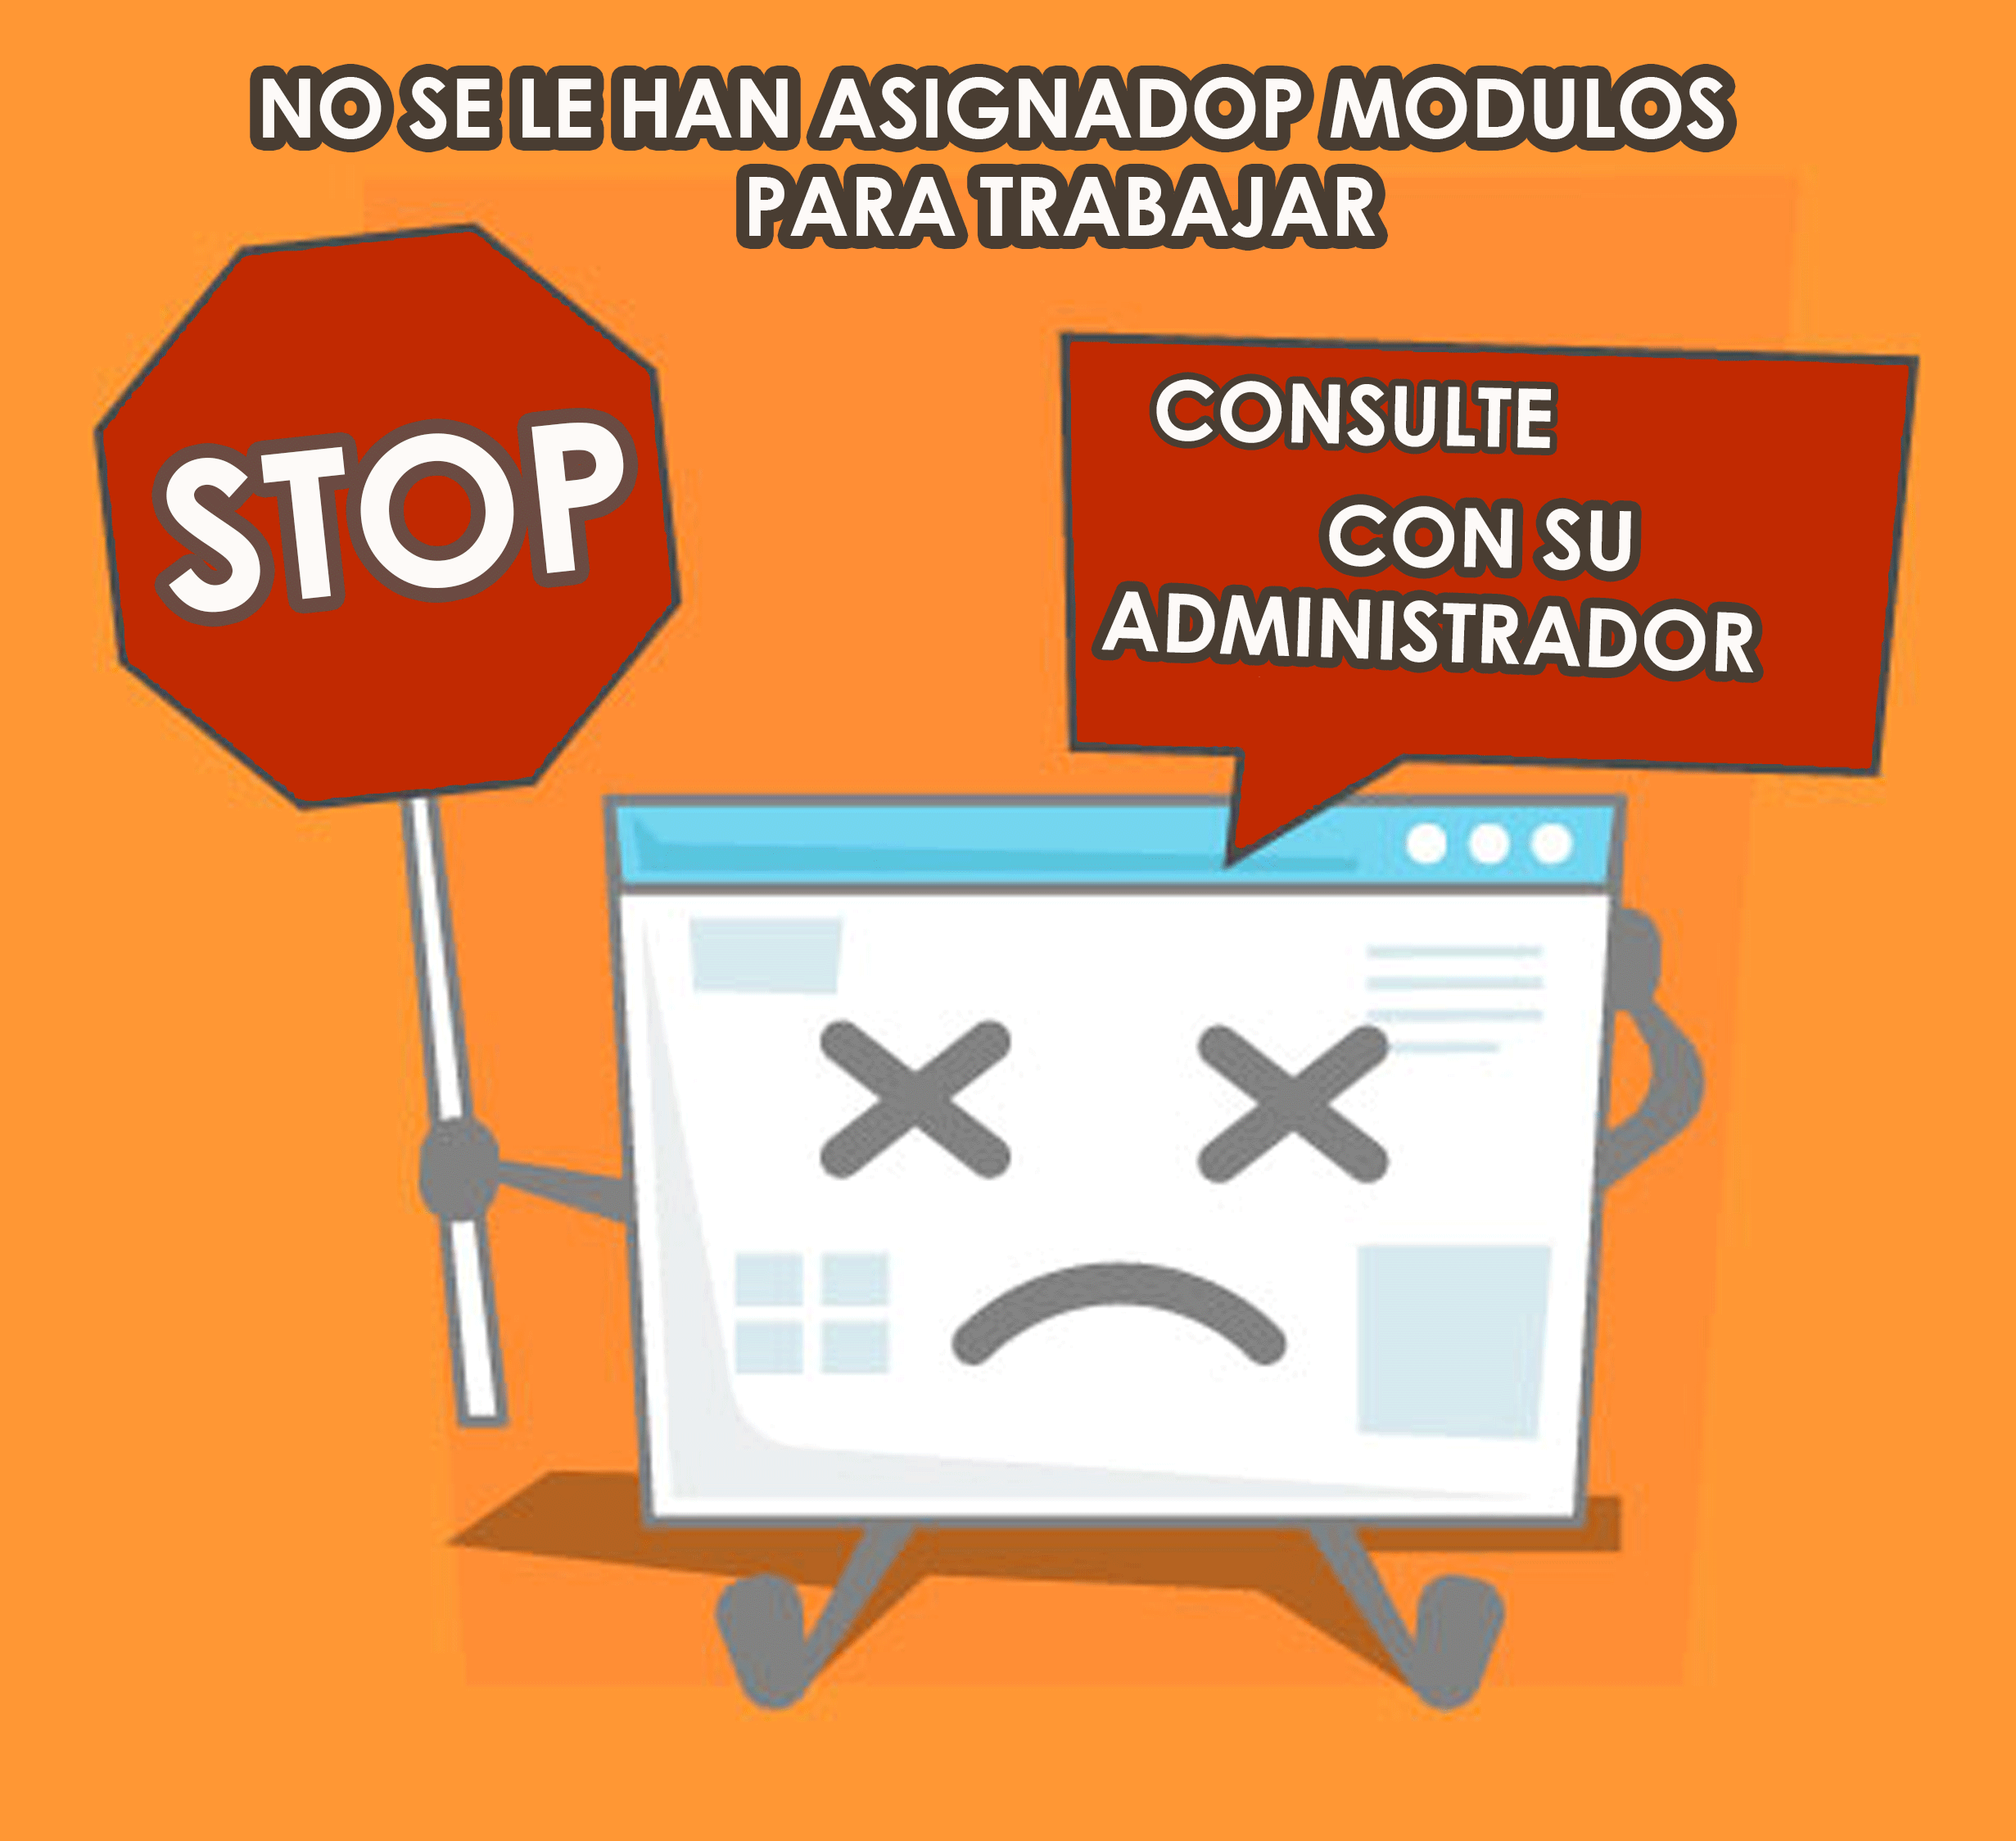 NO SE LE HAN ASIGNADOP MODULOS
PARA TRABAJAR
STOP
CONSULTE
CON SU
ADMINISTRADOR